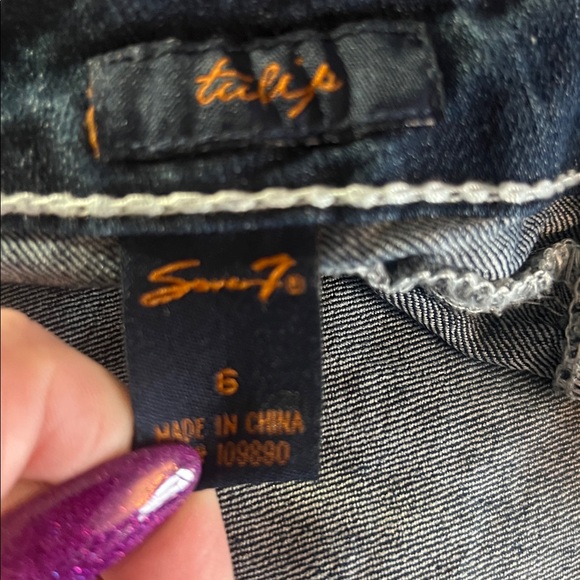 tulip
Seven7®
6
MADE IN CHINA
109890